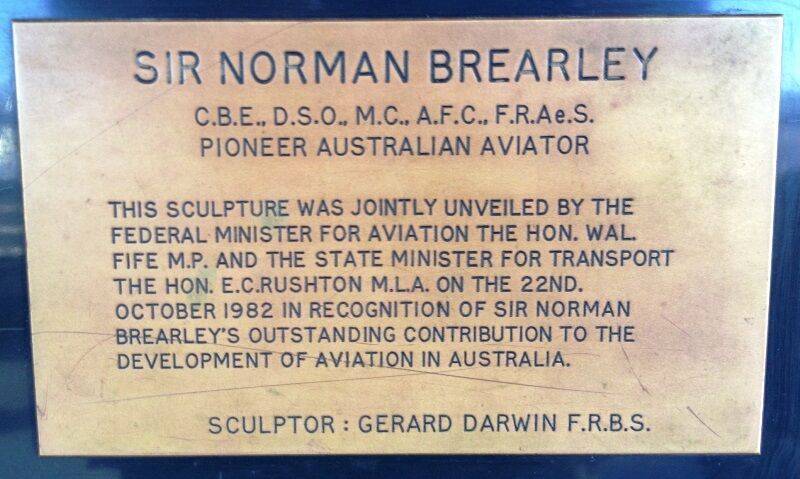 SIR NORMAN BREARLEY
C.B.E., D.S.O., M.C., A.F.C., F.R.Ae.S.
PIONEER AUSTRALIAN AVIATOR
THIS SCULPTURE WAS JOINTLY UNVEILED BY THE
FEDERAL MINISTER FOR AVIATION THE HON. WAL.
FIFE M.P. AND THE STATE MINISTER FOR TRANSPORT
THE HON. E.C.RUSHTON M.L.A. ON THE 22ND.
OCTOBER 1982 IN RECOGNITION OF SIR NORMAN
BREARLEY'S OUTSTANDING CONTRIBUTION TO THE
DEVELOPMENT OF AVIATION IN AUSTRALIA.
SCULPTOR : GERARD DARWIN F.R.B.S.